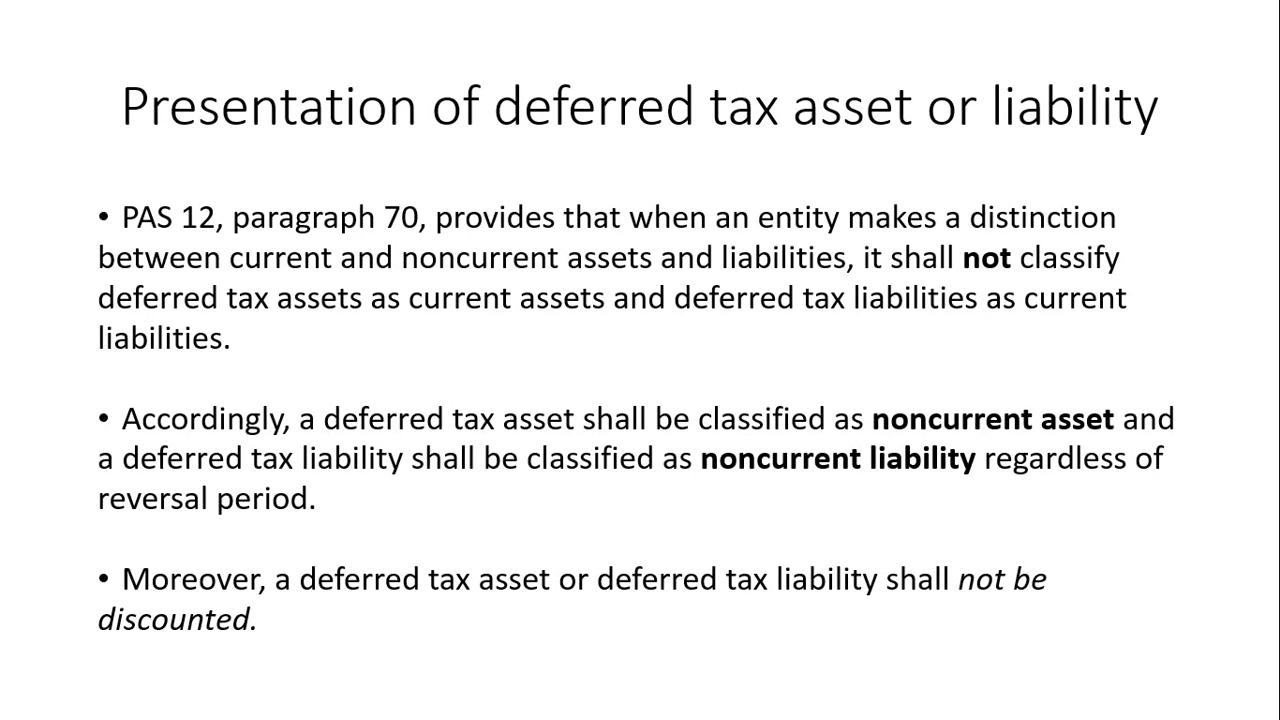 Presentation of deferred tax asset or liability
• PAS 12, paragraph 70, provides that when an entity makes a distinction
between current and noncurrent assets and liabilities, it shall not classify
deferred tax assets as current assets and deferred tax liabilities as current
liabilities.
• Accordingly, a deferred tax asset shall be classified as noncurrent asset and
a deferred tax liability shall be classified as noncurrent liability regardless of
reversal period.
• Moreover, a deferred tax asset or deferred tax liability shall not be
discounted.